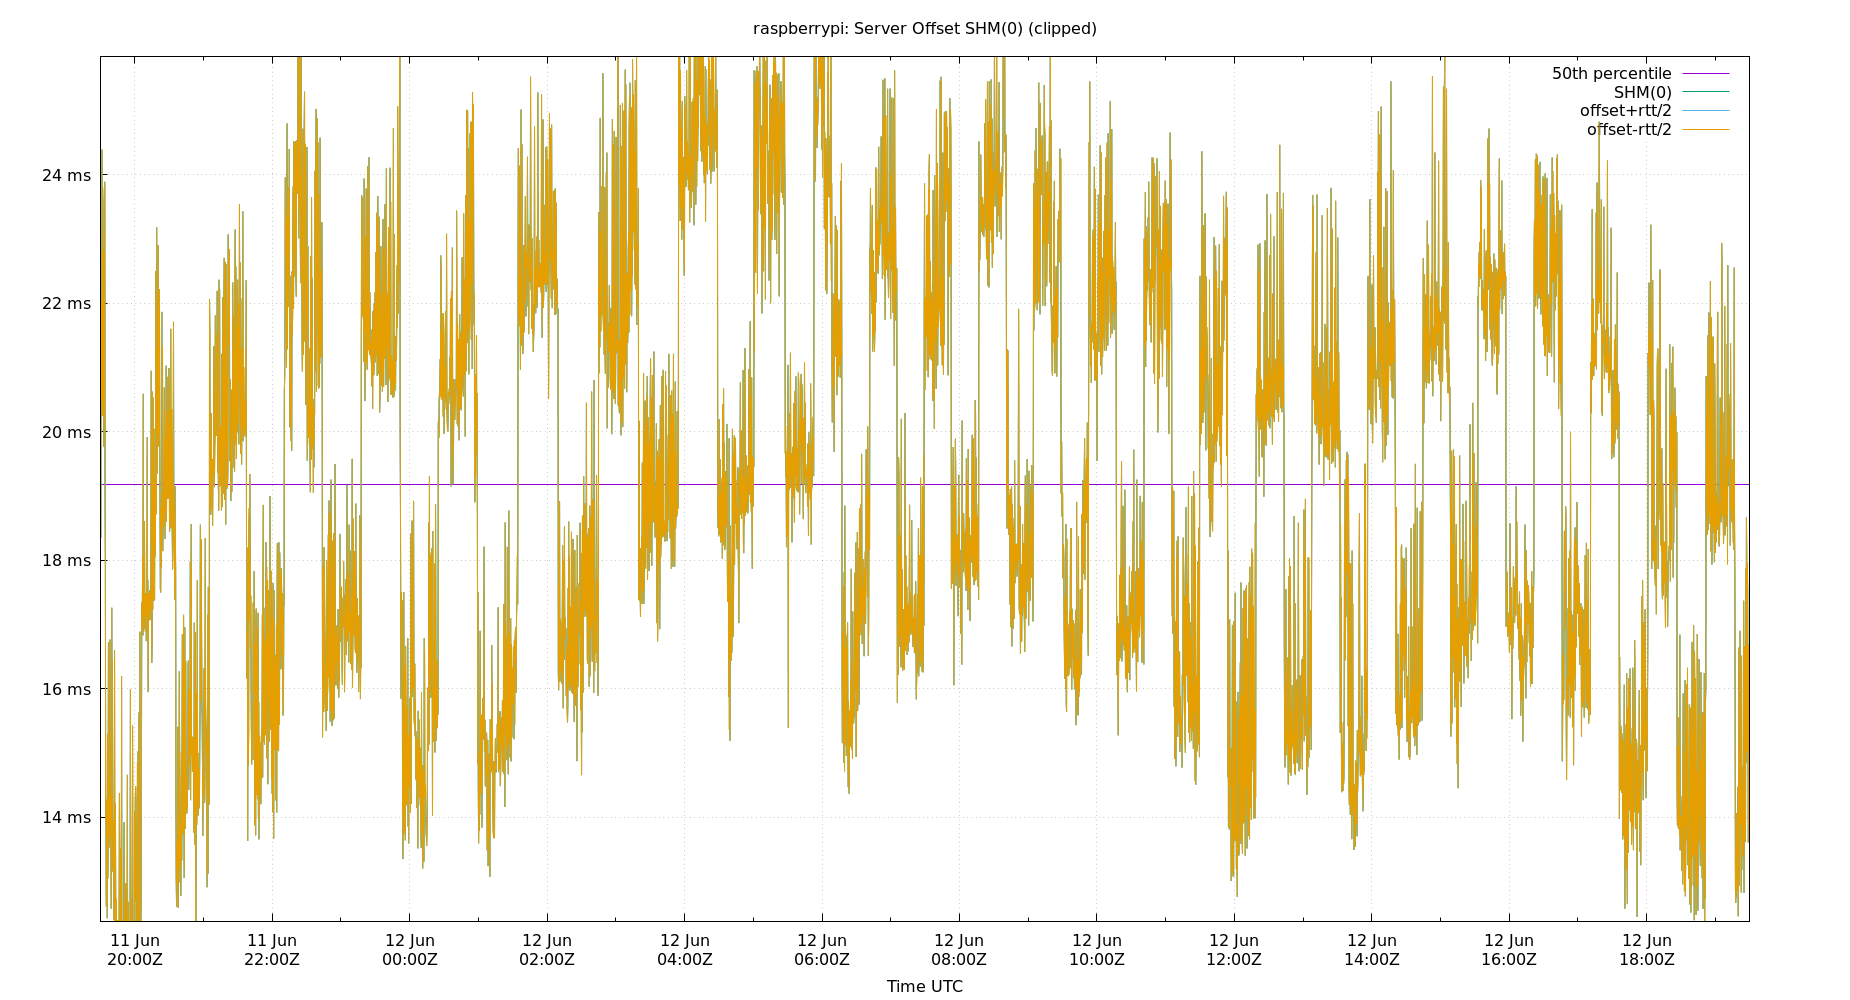 raspberrypi: Server Offset SHM(0) (clipped)
50th percentile
SHM(0)
offset+rtt/2
offset-rtt/2
24 ms
22 ms
20 ms
18 ms
16 ms
14 ms
11 Jun 11 Jun 12 Jun 12 Jun 12 Jun 12 Jun 12 Jun 12 Jun 12 Jun 12 Jun 12 Jun 12 Jun
20:00Z 22:00Z 00:00Z 02:00Z 04:00Z 06:00Z 08:00Z 10:00Z 12:00Z 14:00Z 16:00Z 18:00Z
Time UTC